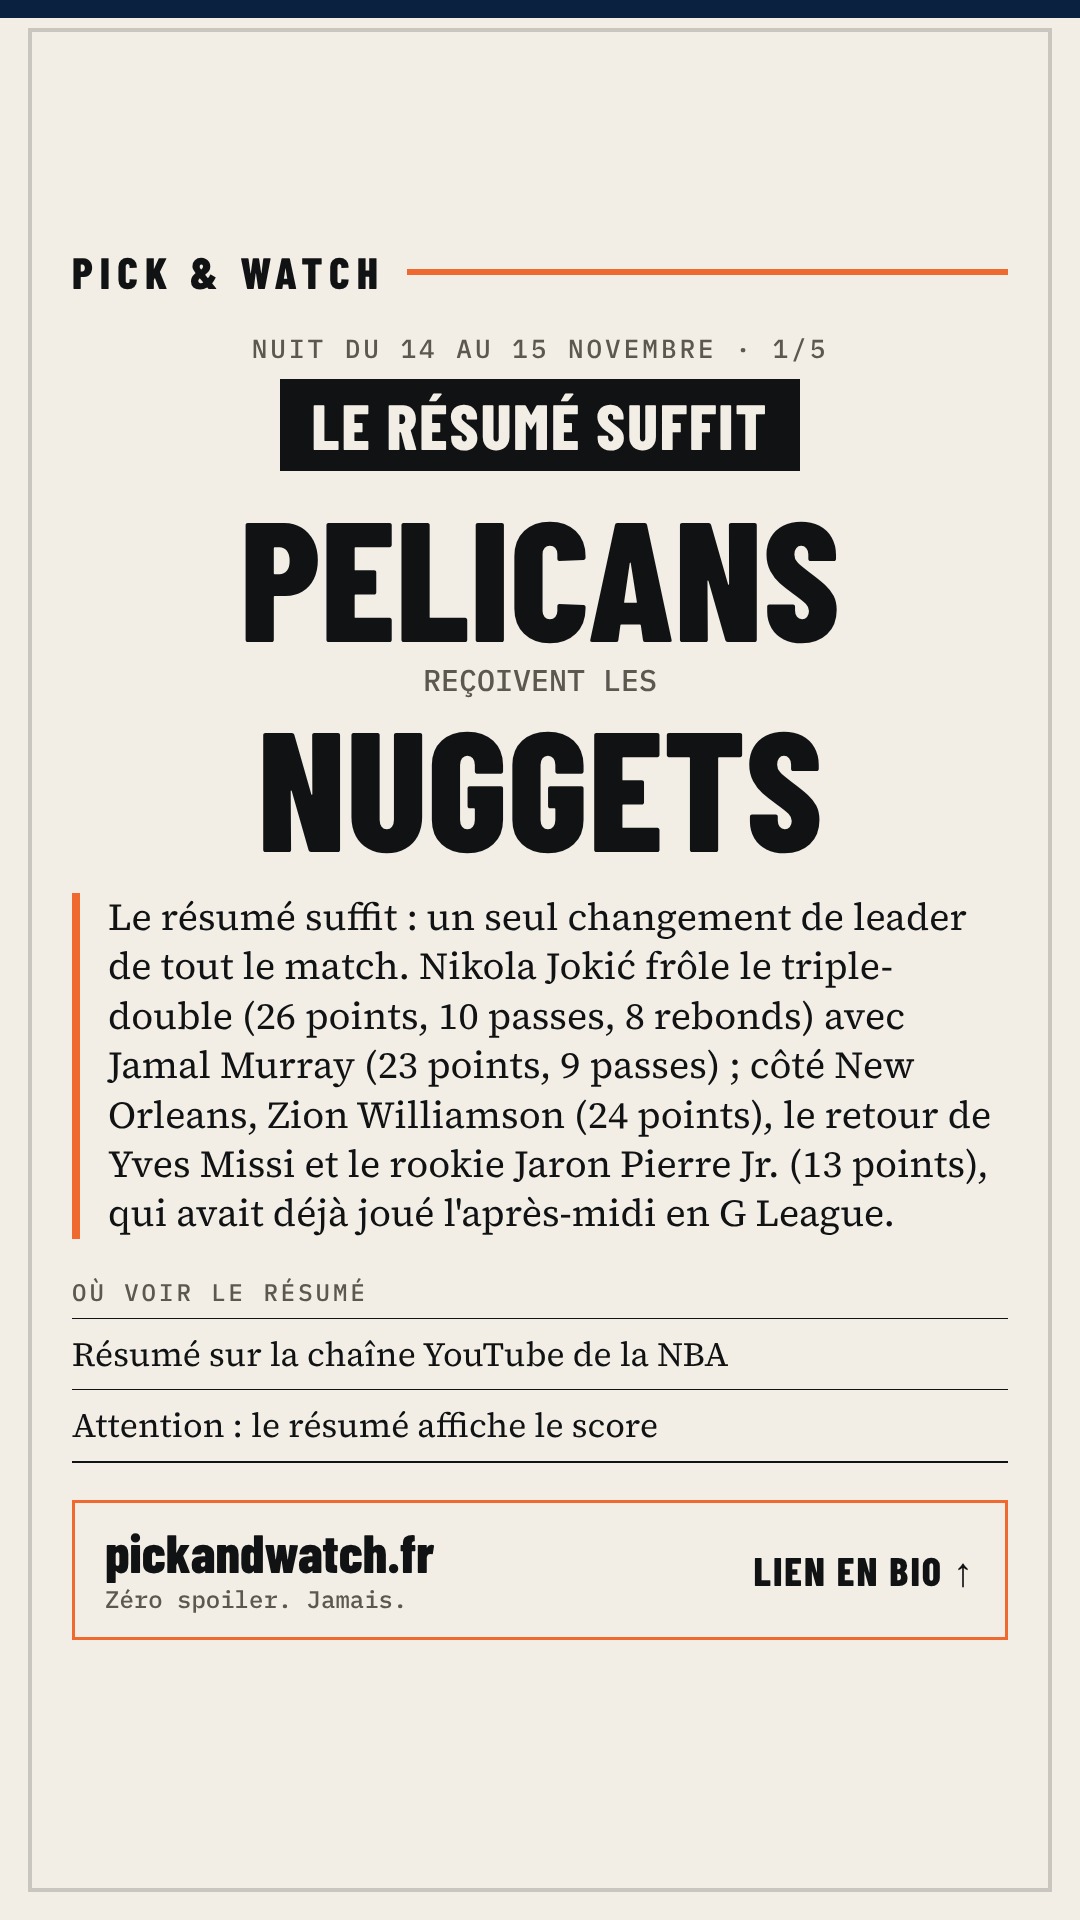 PICK & WATCH
NUIT DU 14 AU 15 NOVEMBRE · 1/5
LE RÉSUMÉ SUFFIT
PELICANS
REÇOIVENT LES
NUGGETS
Le résumé suffit : un seul changement de leader
de tout le match. Nikola Jokić frôle le triple-
double (26 points, 10 passes, 8 rebonds) avec
Jamal Murray (23 points, 9 passes) ; côté New
Orleans, Zion Williamson (24 points), le retour de
Yves Missi et le rookie Jaron Pierre Jr. (13 points),
qui avait déjà joué l'après-midi en G League.
OÙ VOIR LE RÉSUMÉ
Résumé sur la chaîne YouTube de la NBA
Attention : le résumé affiche le score
pickandwatch.fr
Zéro spoiler. Jamais.
LIEN EN BIO ↑